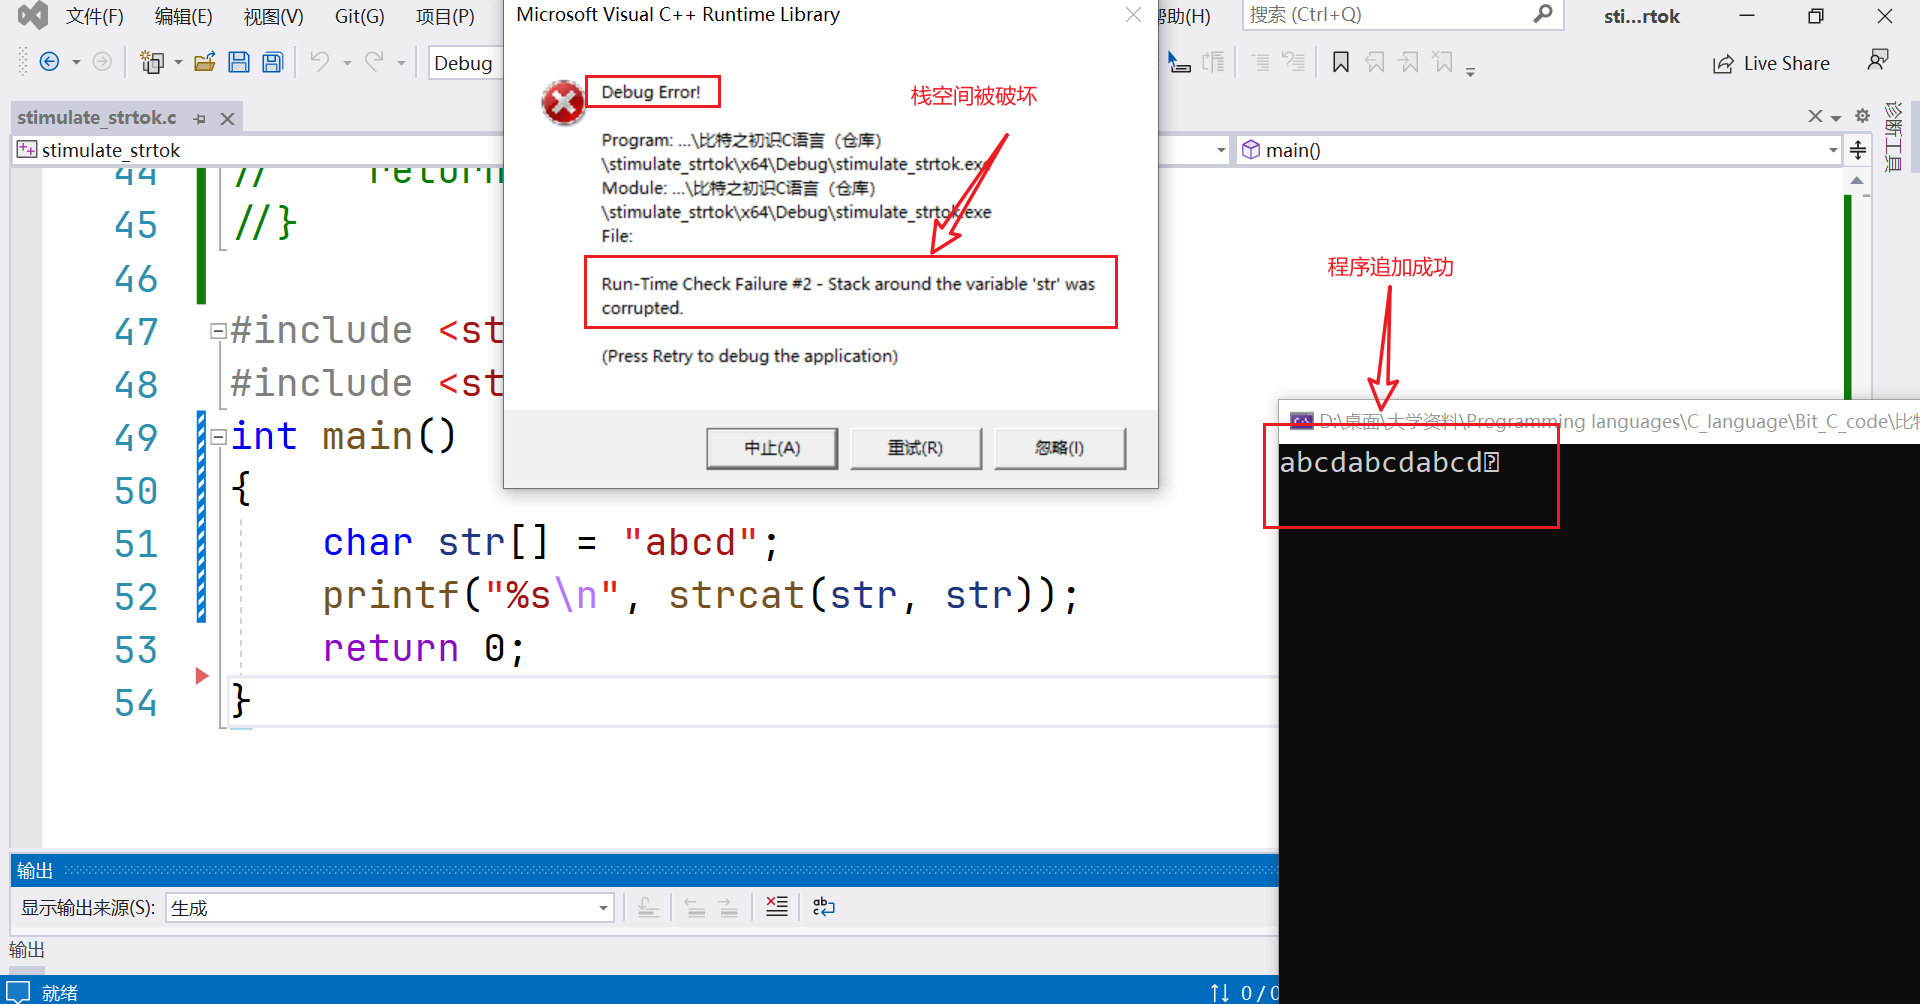 文件(F) 编辑(E) 视图(V) Git(G) 项目(P)
Microsoft Visual C++ Runtime Library
助(H) 搜索 (Ctrl+Q) sti...rtok
Debug
Live Share
stimulate_strtok.c
诊断工具
stimulate_strtok
main()
Debug Error!
栈空间被破坏
Program: ...\比特之初识C语言（仓库）
\stimulate_strtok\x64\Debug\stimulate_strtok.exe
Module: ...\比特之初识C语言（仓库）
\stimulate_strtok\x64\Debug\stimulate_strtok.exe
File:
Run-Time Check Failure #2 - Stack around the variable 'str' was
corrupted.
(Press Retry to debug the application)
中止(A) 重试(R) 忽略(I)
程序追加成功
D:\桌面\大学资料\Programming languages\C_language\Bit_C_code\比特
abcdabcdabcd
44 // return
45 //}
46
47 #include <st
48 #include <st
49 int main()
50 {
51 char str[] = "abcd";
52 printf("%s\n", strcat(str, str));
53 return 0;
54 }
输出
显示输出来源(S): 生成
输出
就绪
0 / 0